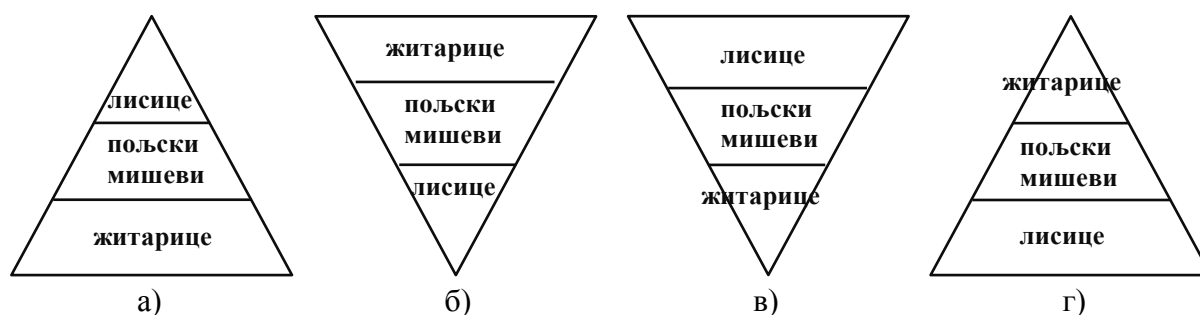 лисице
пољски
мишеви
житарице
а)
житарице
пољски
мишеви
лисице
б)
лисице
пољски
мишеви
житарице
в)
житарице
пољски
мишеви
лисице
г)